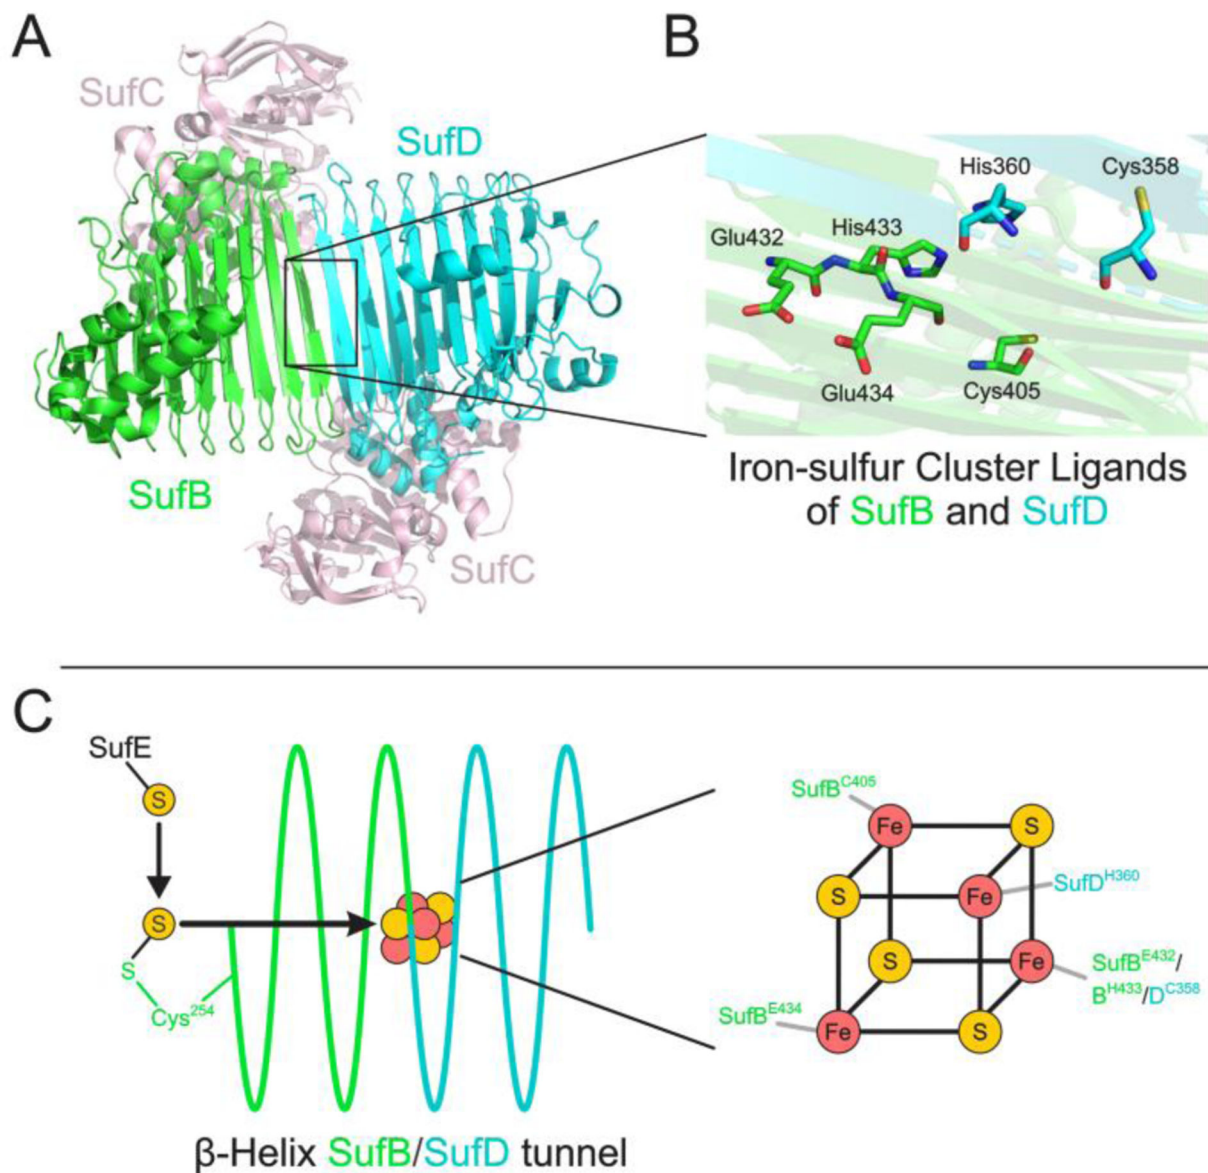 A
SufC
SufD
SufB
SufC
B
His360
Cys358
His433
Glu432
Glu434
Cys405
Iron-sulfur Cluster Ligands
of SufB and SufD
C
SufE
S
S
S
Cys254
β-Helix SufB/SufD tunnel
SufBC405
Fe
S
S
Fe
SufDH360
S
Fe
SufBE432/
BH433/DC358
SufBE434
Fe
S